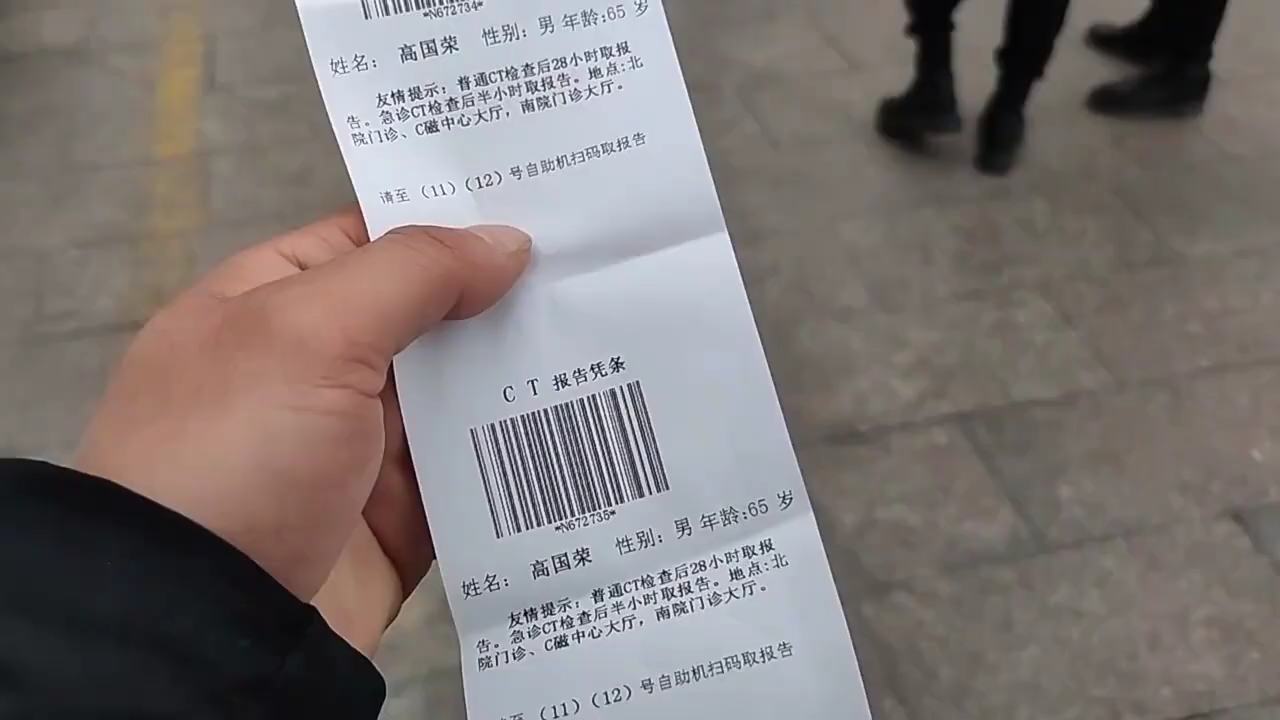 *N672734*
姓名: 高国荣 性别: 男 年龄:65 岁
友情提示: 普通CT检查后28小时取报
告。急诊CT检查后半小时取报告。地点:北
院门诊、C磁中心大厅, 南院门诊大厅。
请至 (11) (12) 号自助机扫码取报告
C T 报告凭条
*N672735*
姓名: 高国荣 性别: 男 年龄:65 岁
友情提示: 普通CT检查后28小时取报
告。急诊CT检查后半小时取报告。地点:北
院门诊、C磁中心大厅, 南院门诊大厅。
请至 (11) (12) 号自助机扫码取报告